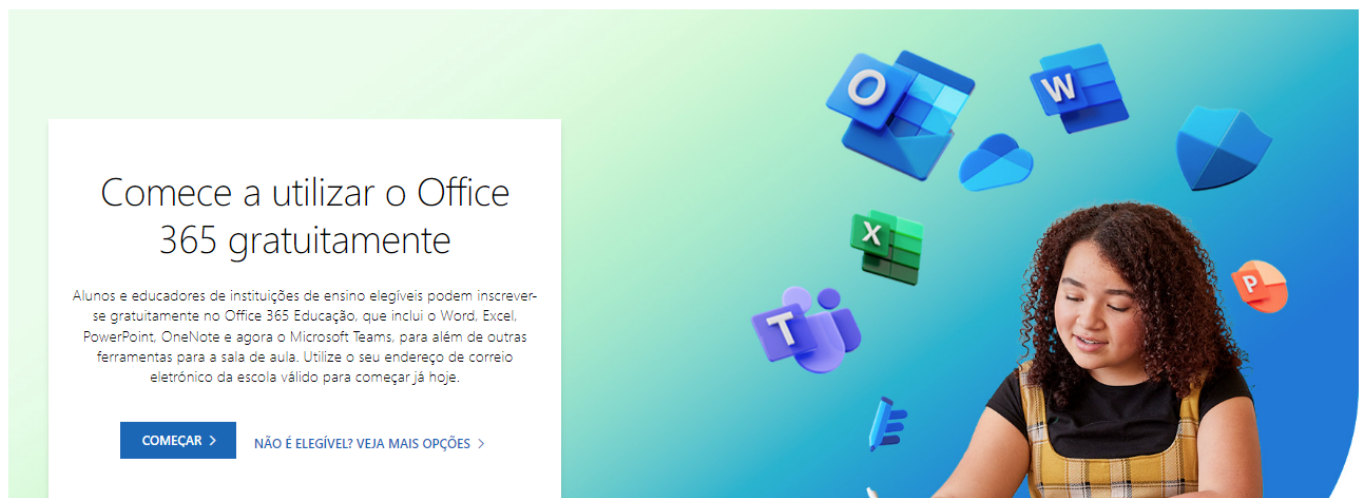 Comece a utilizar o Office
365 gratuitamente
Alunos e educadores de instituições de ensino elegíveis podem inscrever-
se gratuitamente no Office 365 Educação, que inclui o Word, Excel,
PowerPoint, OneNote e agora o Microsoft Teams, para além de outras
ferramentas para a sala de aula. Utilize o seu endereço de correio
eletrónico da escola válido para começar já hoje.
COMEÇAR >
NÃO É ELEGÍVEL? VEJA MAIS OPÇÕES >
O
W
X
P
T